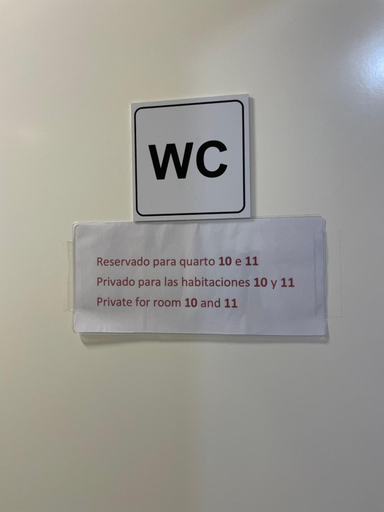 WC
Reservado para quarto 10 e 11
Privado para las habitaciones 10 y 11
Private for room 10 and 11